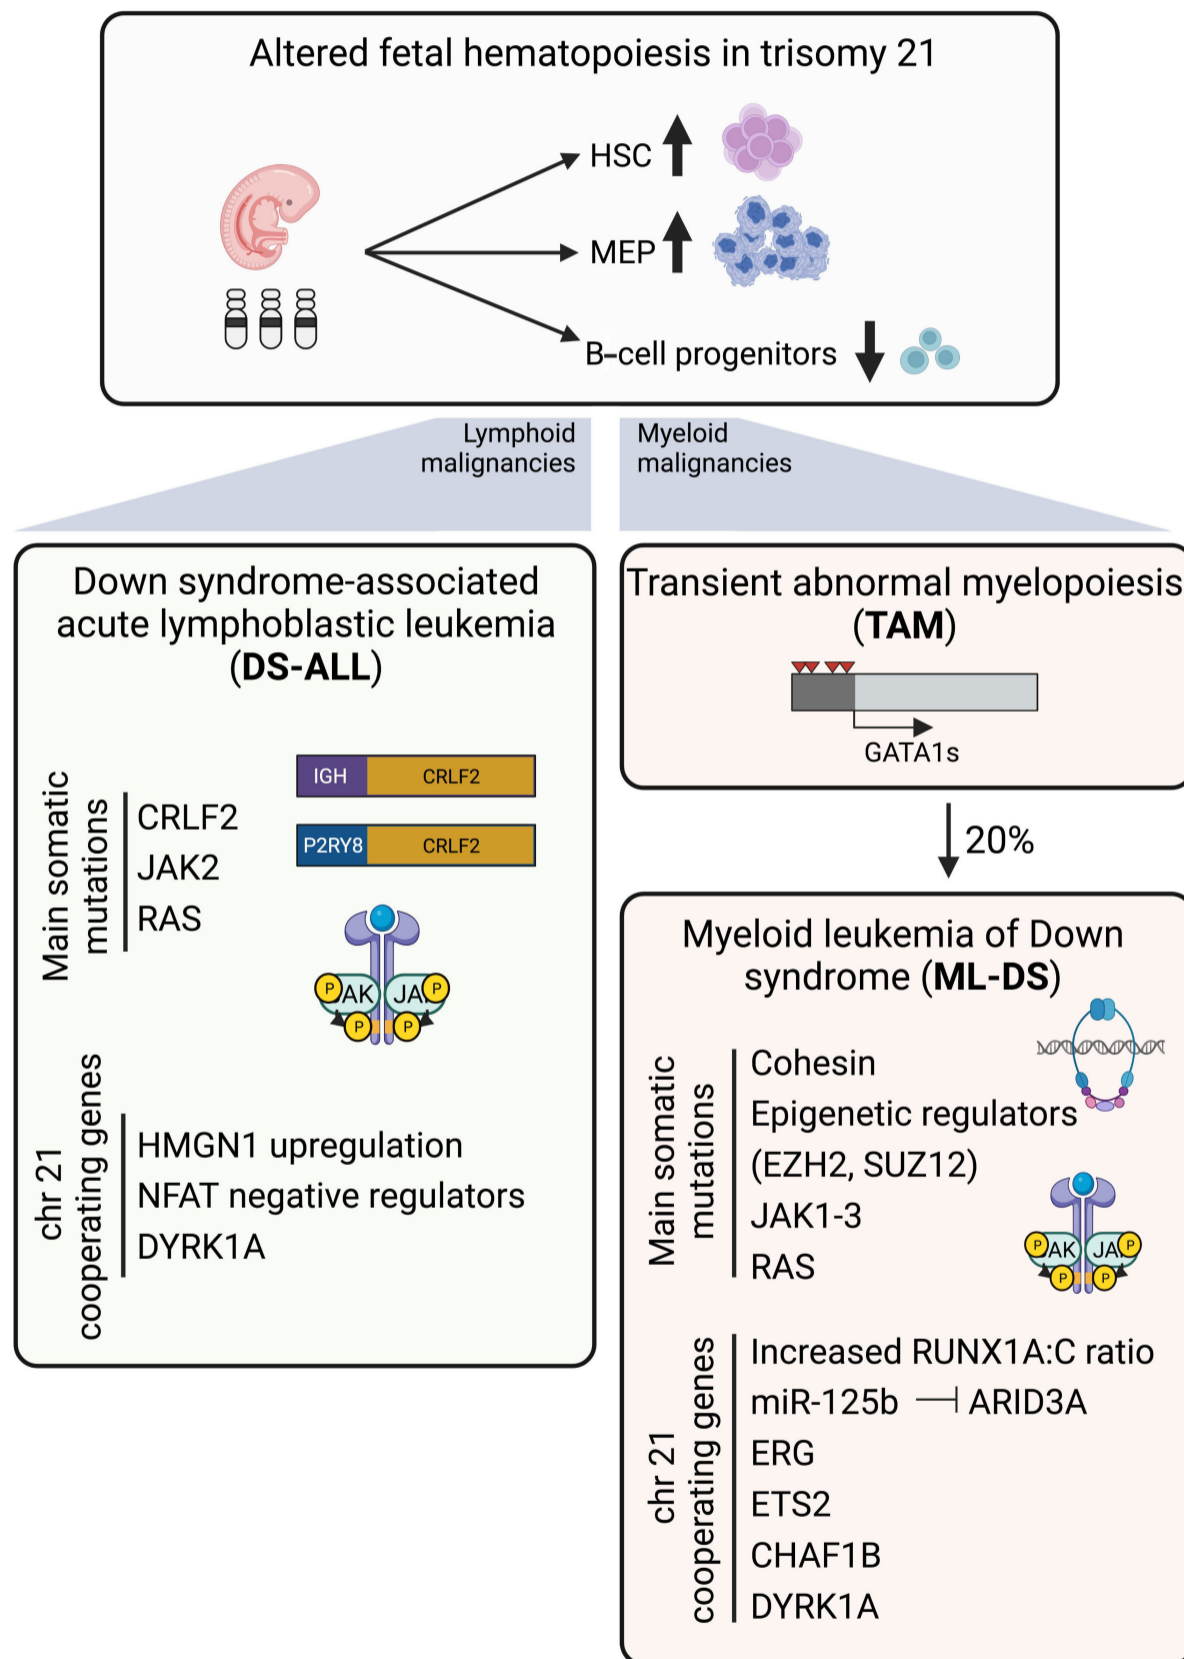 Altered fetal hematopoiesis in trisomy 21
HSC
MEP
B-cell progenitors
Lymphoid
malignancies
Myeloid
malignancies
Down syndrome-associated
acute lymphoblastic leukemia
(DS-ALL)
Main somatic
mutations
CRLF2
JAK2
RAS
IGH CRLF2
P2RY8 CRLF2
P AK JA P
P P
chr 21
cooperating genes
HMGN1 upregulation
NFAT negative regulators
DYRK1A
Transient abnormal myelopoiesis
(TAM)
GATA1s
20%
Myeloid leukemia of Down
syndrome (ML-DS)
Main somatic
mutations
Cohesin
Epigenetic regulators
(EZH2, SUZ12)
JAK1-3
RAS
P AK JA P
P P
chr 21
cooperating genes
Increased RUNX1A:C ratio
miR-125b ARID3A
ERG
ETS2
CHAF1B
DYRK1A